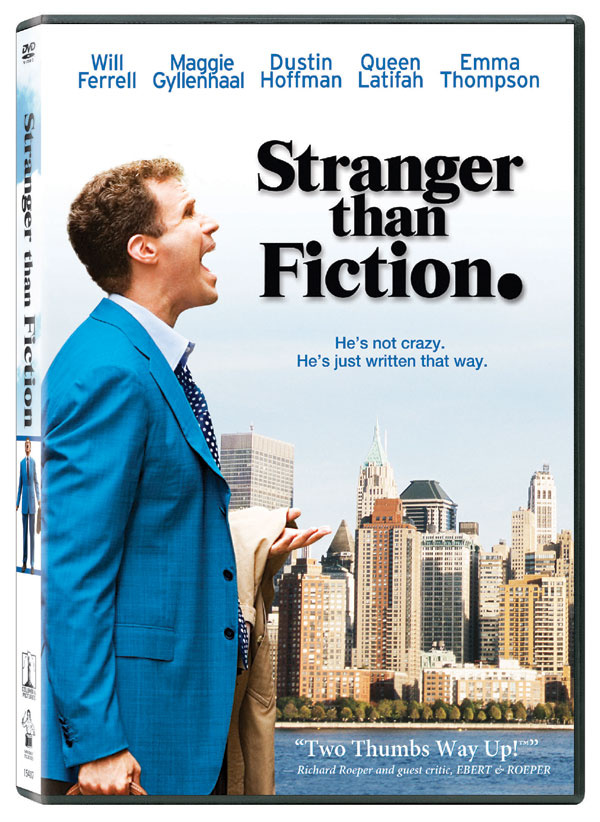 Will Ferrell
Maggie Gyllenhaal
Dustin Hoffman
Queen Latifah
Emma Thompson
Stranger
than
Fiction.
He's not crazy.
He's just written that way.
"Two Thumbs Way Up!™"
Richard Roeper and guest critic, EBERT & ROEPER
DVD
Stranger than Fiction